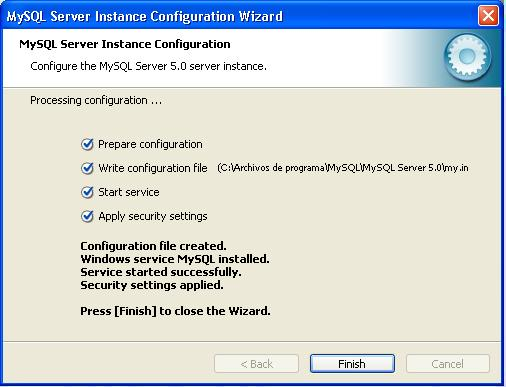 MySQL Server Instance Configuration Wizard
MySQL Server Instance Configuration
Configure the MySQL Server 5.0 server instance.
Processing configuration ...
Prepare configuration
Write configuration file (C:\Archivos de programa\MySQL\MySQL Server 5.0\my.in
Start service
Apply security settings
Configuration file created.
Windows service MySQL installed.
Service started successfully.
Security settings applied.
Press [Finish] to close the Wizard.
< Back Finish Cancel